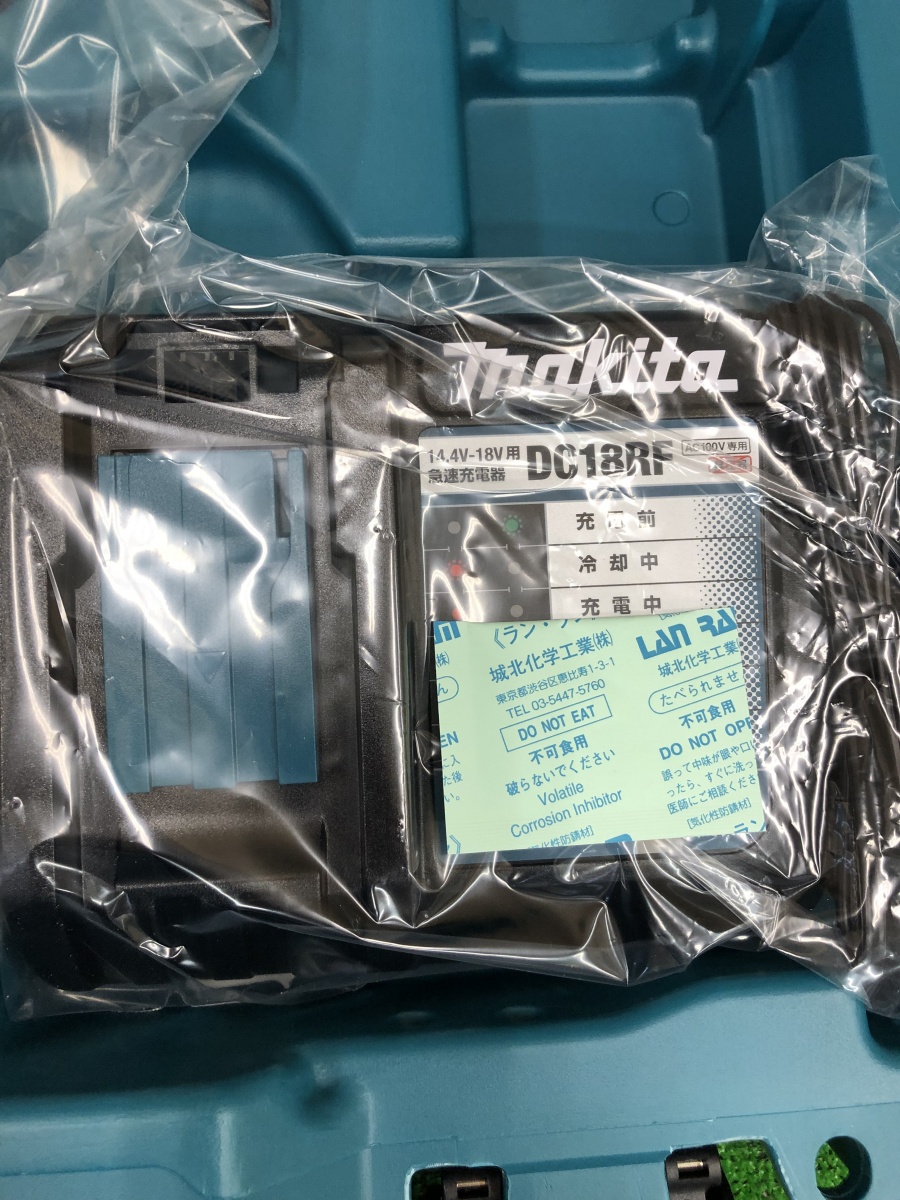 makita
14.4V-18V用
急速充電器
DC18RF
AC100V専用
充電前
冷却中
充電中
城北化学工業(株)
東京都渋谷区恵比寿1-3-1
TEL 03-5447-5760
DO NOT EAT
不可食用
破らないでください
Volatile
Corrosion Inhibitor
LAN RA
城北化学工業
たべられませ
不可食用
DO NOT OPE
誤って中味が眼や口に
ったら、すぐに洗っ
医師にご相談くださ
[気化性防錆材]